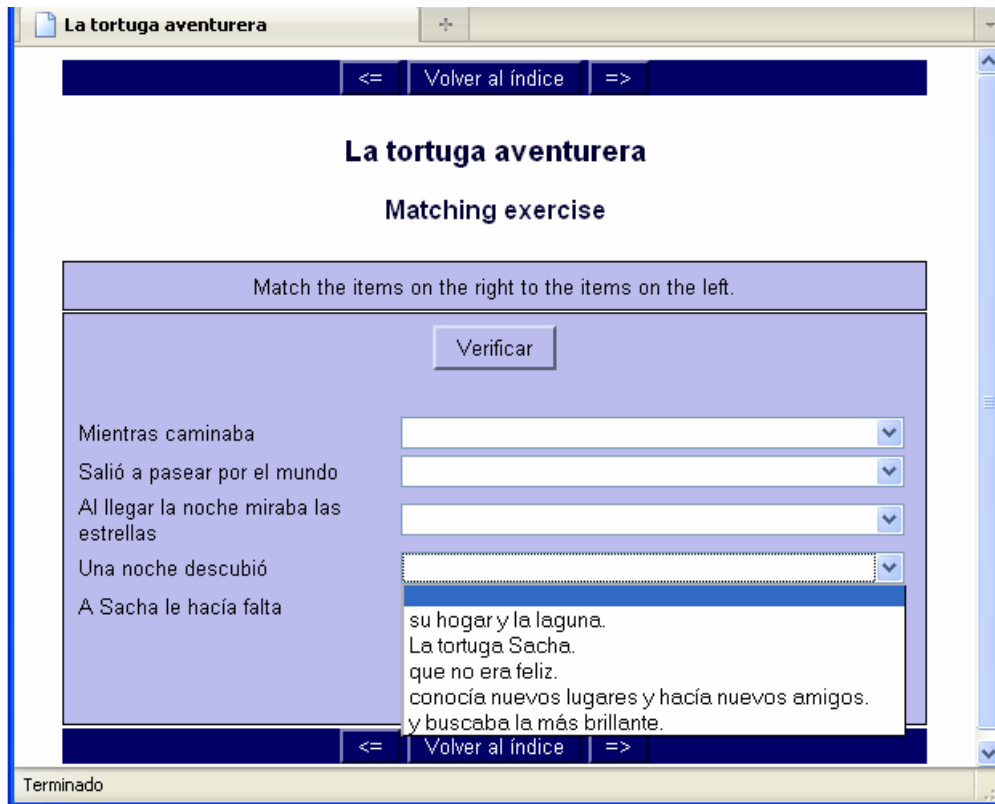 La tortuga aventurera
<= Volver al índice =>
La tortuga aventurera
Matching exercise
Match the items on the right to the items on the left.
Verificar
Mientras caminaba
Salió a pasear por el mundo
Al llegar la noche miraba las
estrellas
Una noche descubió
A Sacha le hacía falta
su hogar y la laguna.
La tortuga Sacha.
que no era feliz.
conocía nuevos lugares y hacía nuevos amigos.
y buscaba la más brillante.
<= Volver al índice =>
Terminado